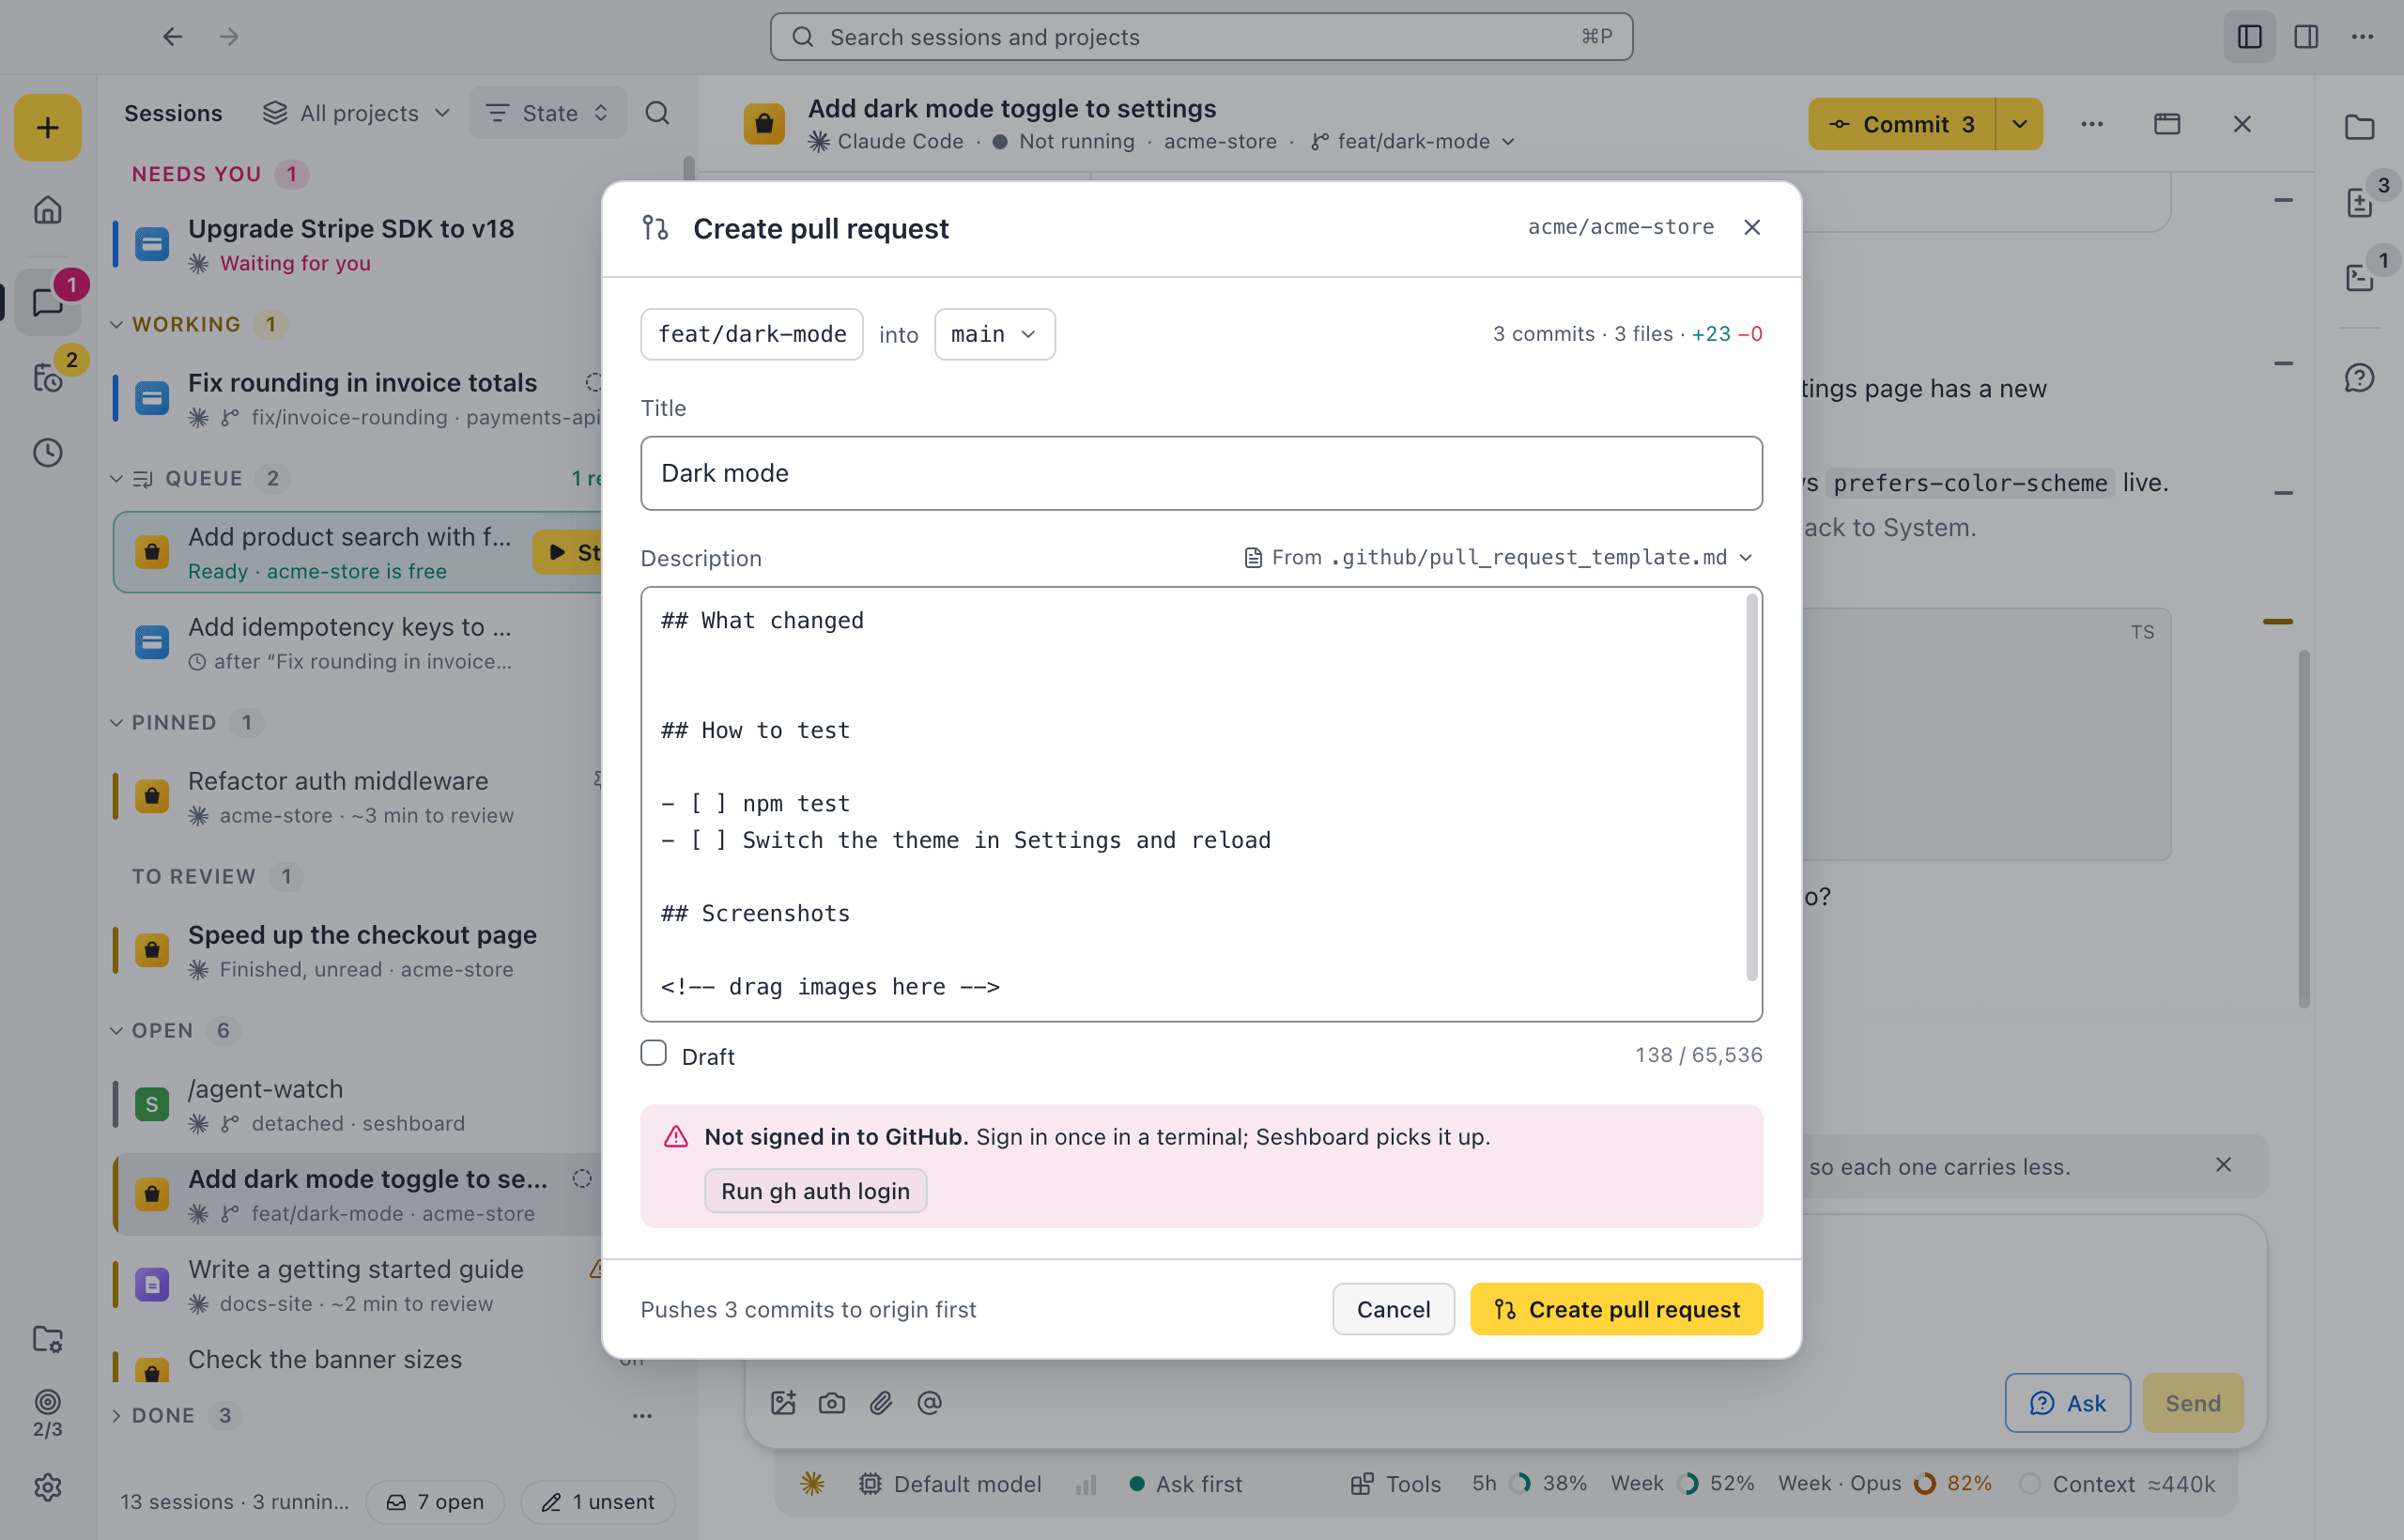 Search sessions and projects ⌘P
Sessions
All projects
State
Add dark mode toggle to settings
Claude Code · Not running · acme-store · feat/dark-mode
Commit 3
NEEDS YOU 1
Upgrade Stripe SDK to v18
Waiting for you
WORKING 1
Fix rounding in invoice totals
fix/invoice-rounding · payments-api
QUEUE 2
1 re
Add product search with f...
Ready · acme-store is free
St
Add idempotency keys to ...
after “Fix rounding in invoice...
PINNED 1
Refactor auth middleware
acme-store · ~3 min to review
TO REVIEW 1
Speed up the checkout page
Finished, unread · acme-store
OPEN 6
S
/agent-watch
detached · seshboard
Add dark mode toggle to se...
feat/dark-mode · acme-store
Write a getting started guide
docs-site · ~2 min to review
Check the banner sizes
DONE 3
13 sessions · 3 runnin...
7 open
1 unsent
1
2
2/3
Create pull request
acme/acme-store
feat/dark-mode into main
3 commits · 3 files · +23 −0
Title
Dark mode
Description
From .github/pull_request_template.md
## What changed
## How to test
- [ ] npm test
- [ ] Switch the theme in Settings and reload
## Screenshots
<!-- drag images here -->
Draft
138 / 65,536
Not signed in to GitHub. Sign in once in a terminal; Seshboard picks it up.
Run gh auth login
Pushes 3 commits to origin first
Cancel
Create pull request
tings page has a new
prefers-color-scheme live.
ack to System.
TS
o?
so each one carries less.
Ask
Send
Default model
Ask first
Tools
5h 38%
Week 52%
Week · Opus 82%
Context ≈440k
3
1